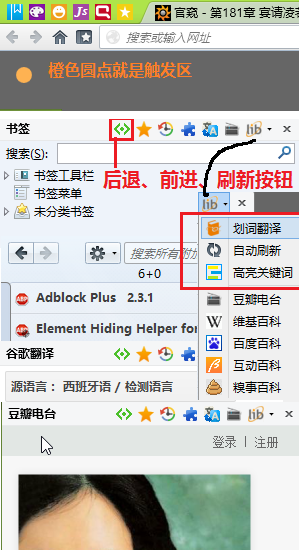 官窥 - 第181章 宴请凌
搜索或输入网址
橙色圆点就是触发区
书签
lib
搜索(S):
后退、前进、刷新按钮
书签工具栏
书签菜单
未分类书签
lib
划词翻译
自动刷新
高亮关键词
搜索所有附加
6+0
豆瓣电台
Adblock Plus 2.3.1
维基百科
百度百科
Element Hiding Helper for
互动百科
谷歌翻译
糗事百科
源语言： 西班牙语 / 检测语言
豆瓣电台
lib
登录 | 注册